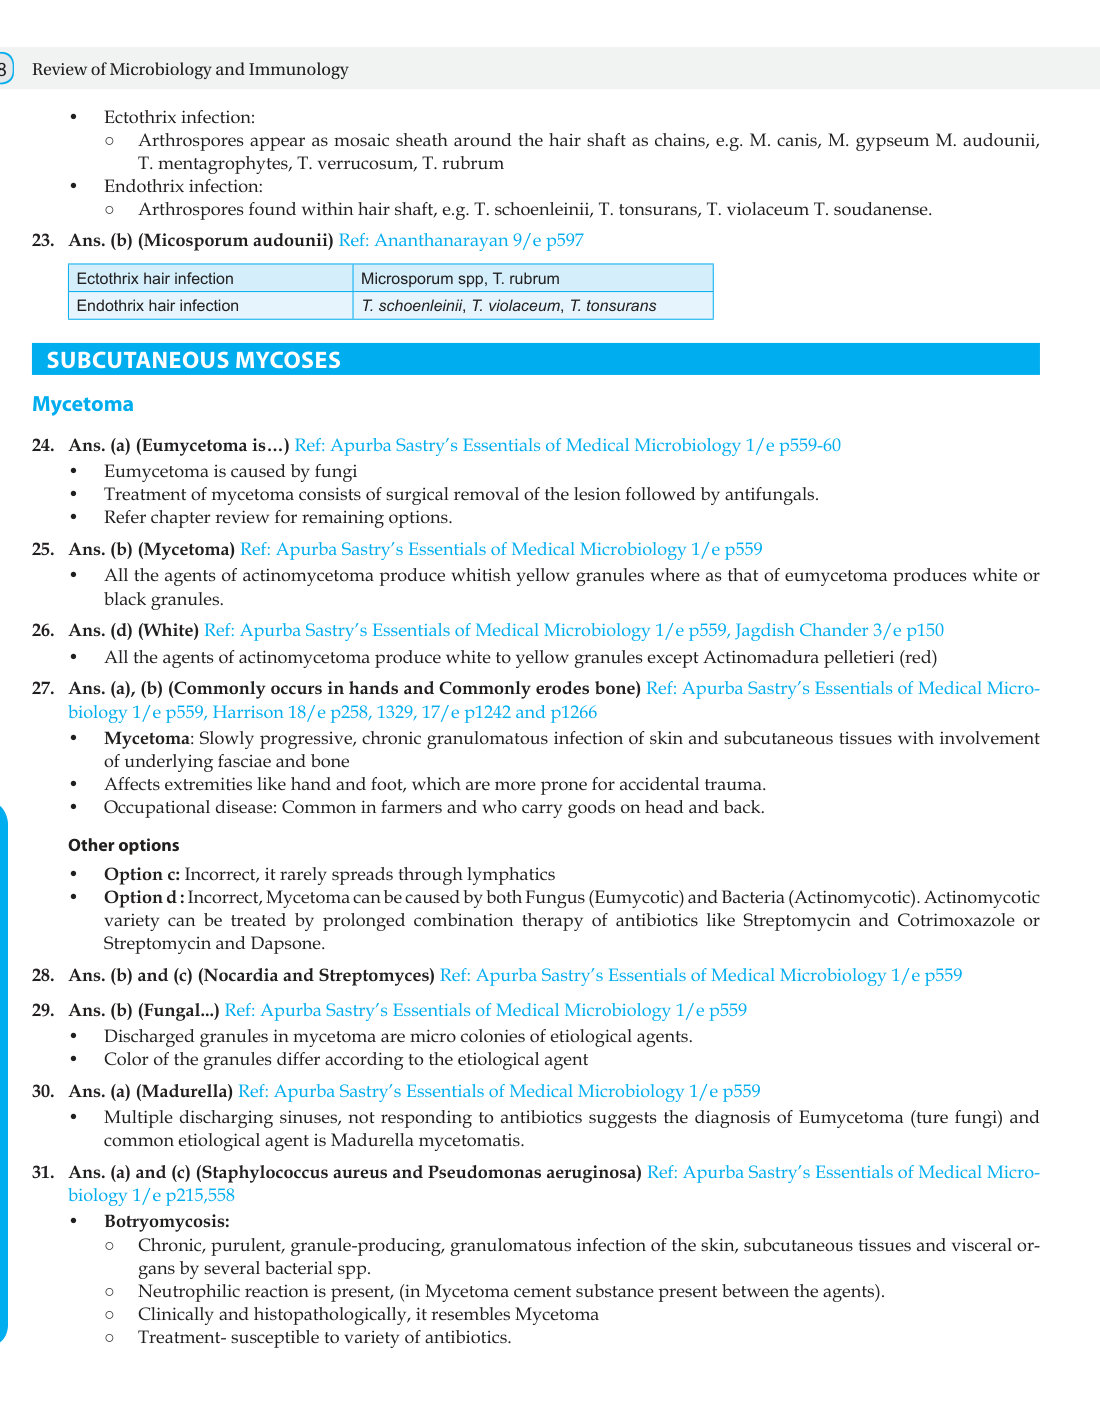 8 Review of Microbiology and Immunology
• Ectothrix infection:
○ Arthrospores appear as mosaic sheath around the hair shaft as chains, e.g. M. canis, M. gypseum M. audounii,
T. mentagrophytes, T. verrucosum, T. rubrum
• Endothrix infection:
○ Arthrospores found within hair shaft, e.g. T. schoenleinii, T. tonsurans, T. violaceum T. soudanense.
23. Ans. (b) (Micosporum audounii) Ref: Ananthanarayan 9/e p597
Ectothrix hair infection Microsporum spp, T. rubrum
Endothrix hair infection T. schoenleinii, T. violaceum, T. tonsurans
SUBCUTANEOUS MYCOSES
Mycetoma
24. Ans. (a) (Eumycetoma is...) Ref: Apurba Sastry's Essentials of Medical Microbiology 1/e p559-60
• Eumycetoma is caused by fungi
• Treatment of mycetoma consists of surgical removal of the lesion followed by antifungals.
• Refer chapter review for remaining options.
25. Ans. (b) (Mycetoma) Ref: Apurba Sastry's Essentials of Medical Microbiology 1/e p559
• All the agents of actinomycetoma produce whitish yellow granules where as that of eumycetoma produces white or
black granules.
26. Ans. (d) (White) Ref: Apurba Sastry's Essentials of Medical Microbiology 1/e p559, Jagdish Chander 3/e p150
• All the agents of actinomycetoma produce white to yellow granules except Actinomadura pelletieri (red)
27. Ans. (a), (b) (Commonly occurs in hands and Commonly erodes bone) Ref: Apurba Sastry's Essentials of Medical Micro-
biology 1/e p559, Harrison 18/e p258, 1329, 17/e p1242 and p1266
• Mycetoma: Slowly progressive, chronic granulomatous infection of skin and subcutaneous tissues with involvement
of underlying fasciae and bone
• Affects extremities like hand and foot, which are more prone for accidental trauma.
• Occupational disease: Common in farmers and who carry goods on head and back.
Other options
• Option c: Incorrect, it rarely spreads through lymphatics
• Option d : Incorrect, Mycetoma can be caused by both Fungus (Eumycotic) and Bacteria (Actinomycotic). Actinomycotic
variety can be treated by prolonged combination therapy of antibiotics like Streptomycin and Cotrimoxazole or
Streptomycin and Dapsone.
28. Ans. (b) and (c) (Nocardia and Streptomyces) Ref: Apurba Sastry's Essentials of Medical Microbiology 1/e p559
29. Ans. (b) (Fungal...) Ref: Apurba Sastry's Essentials of Medical Microbiology 1/e p559
• Discharged granules in mycetoma are micro colonies of etiological agents.
• Color of the granules differ according to the etiological agent
30. Ans. (a) (Madurella) Ref: Apurba Sastry's Essentials of Medical Microbiology 1/e p559
• Multiple discharging sinuses, not responding to antibiotics suggests the diagnosis of Eumycetoma (ture fungi) and
common etiological agent is Madurella mycetomatis.
31. Ans. (a) and (c) (Staphylococcus aureus and Pseudomonas aeruginosa) Ref: Apurba Sastry's Essentials of Medical Micro-
biology 1/e p215,558
• Botryomycosis:
○ Chronic, purulent, granule-producing, granulomatous infection of the skin, subcutaneous tissues and visceral or-
gans by several bacterial spp.
○ Neutrophilic reaction is present, (in Mycetoma cement substance present between the agents).
○ Clinically and histopathologically, it resembles Mycetoma
○ Treatment- susceptible to variety of antibiotics.